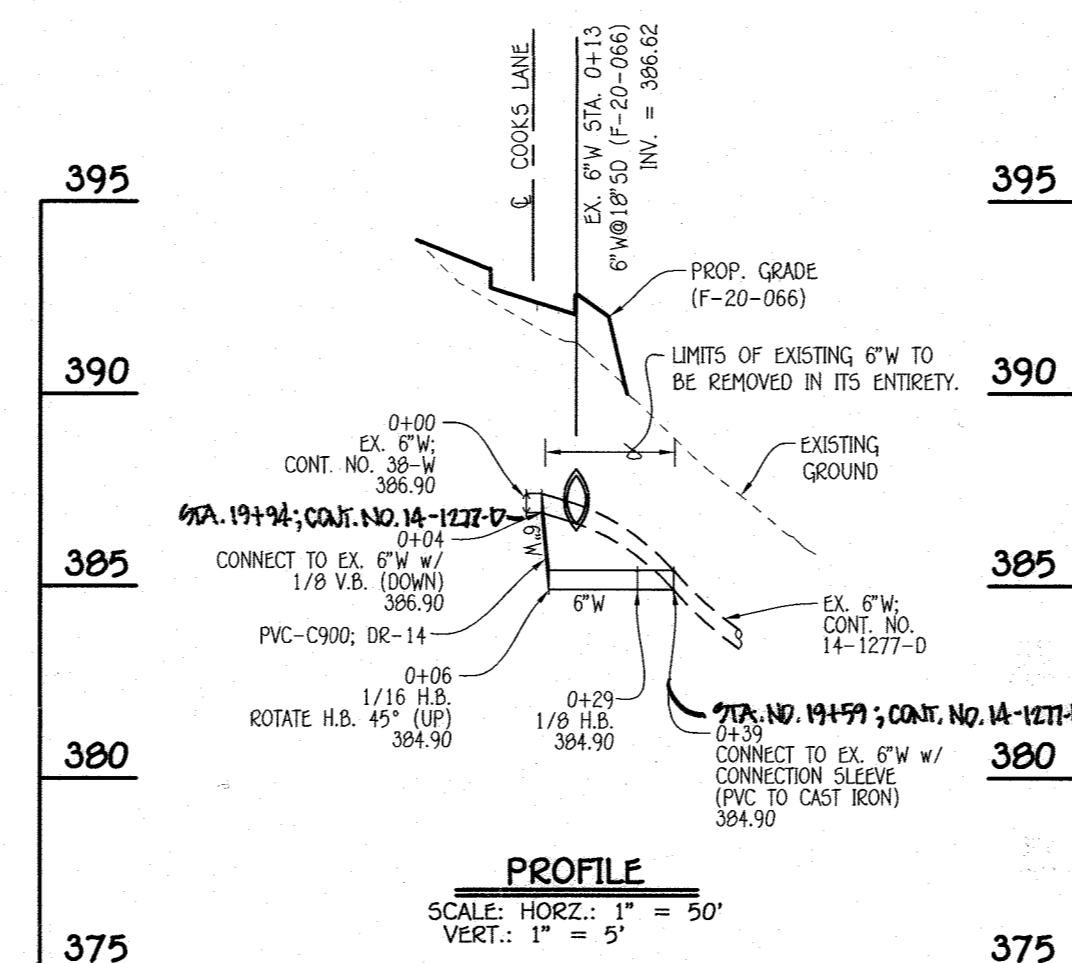 ℄ COOKS LANE
EX. 6"W STA. 0+13
6"W@18"SD (F-20-066)
INV. = 386.62
395
395
PROP. GRADE
(F-20-066)
LIMITS OF EXISTING 6"W TO
BE REMOVED IN ITS ENTIRETY.
390
390
0+00
EX. 6"W;
CONT. NO. 38-W
386.90
EXISTING
GROUND
STA. 19+94; CONT. NO. 14-1277-D
0+04
CONNECT TO EX. 6"W w/
1/8 V.B. (DOWN)
386.90
6"W
385
385
6"W
PVC-C900; DR-14
EX. 6"W;
CONT. NO.
14-1277-D
0+06
1/16 H.B.
ROTATE H.B. 45° (UP)
384.90
0+29
1/8 H.B.
384.90
STA. NO. 19+59; CONT. NO. 14-1277-
0+39
CONNECT TO EX. 6"W w/
CONNECTION SLEEVE
(PVC TO CAST IRON)
384.90
380
380
PROFILE
SCALE: HORZ.: 1" = 50'
VERT.: 1" = 5'
375
375